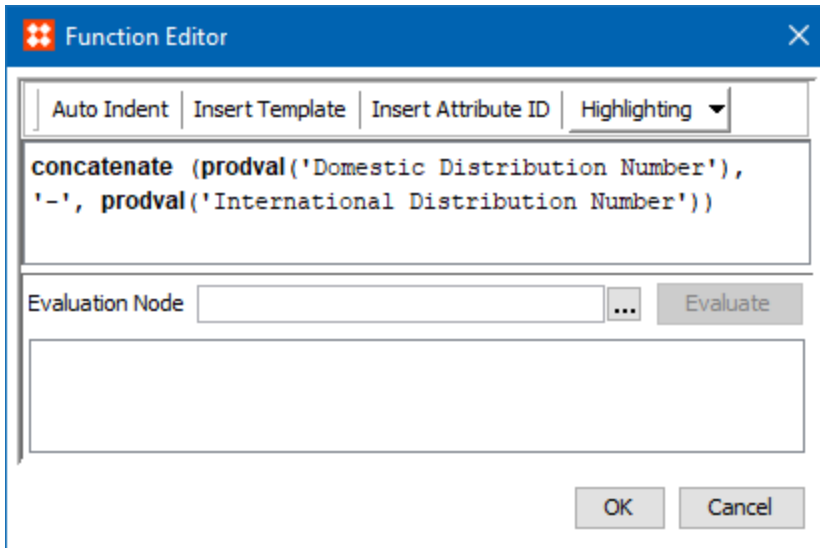 Function Editor
Auto Indent Insert Template Insert Attribute ID Highlighting
concatenate (prodval('Domestic Distribution Number'),
'-', prodval('International Distribution Number'))
Evaluation Node ... Evaluate
OK Cancel